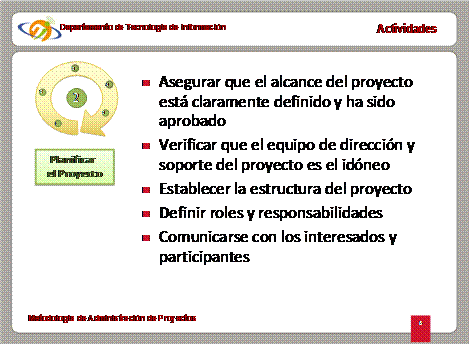 Departamento de Tecnología de Información
Actividades
2
Planificar
el Proyecto
Asegurar que el alcance del proyecto
está claramente definido y ha sido
aprobado
Verificar que el equipo de dirección y
soporte del proyecto es el idóneo
Establecer la estructura del proyecto
Definir roles y responsabilidades
Comunicarse con los interesados y
participantes
Metodología de Administración de Proyectos